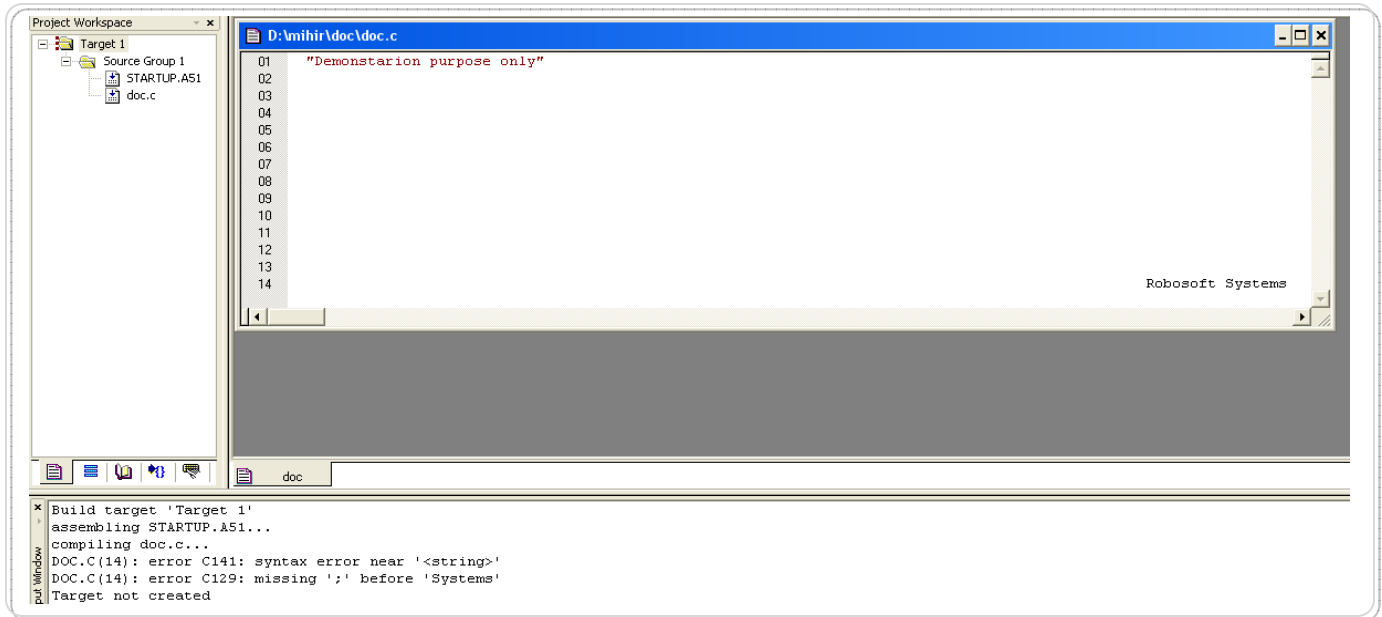 Project Workspace
Target 1
Source Group 1
STARTUP.A51
doc.c
D:\mihir\doc\doc.c
01 "Demonstarion purpose only"
02
03
04
05
06
07
08
09
10
11
12
13
14 Robosoft Systems
doc
Build target 'Target 1'
assembling STARTUP.A51...
compiling doc.c...
DOC.C(14): error C141: syntax error near '<string>'
DOC.C(14): error C129: missing ';' before 'Systems'
Target not created
put Window